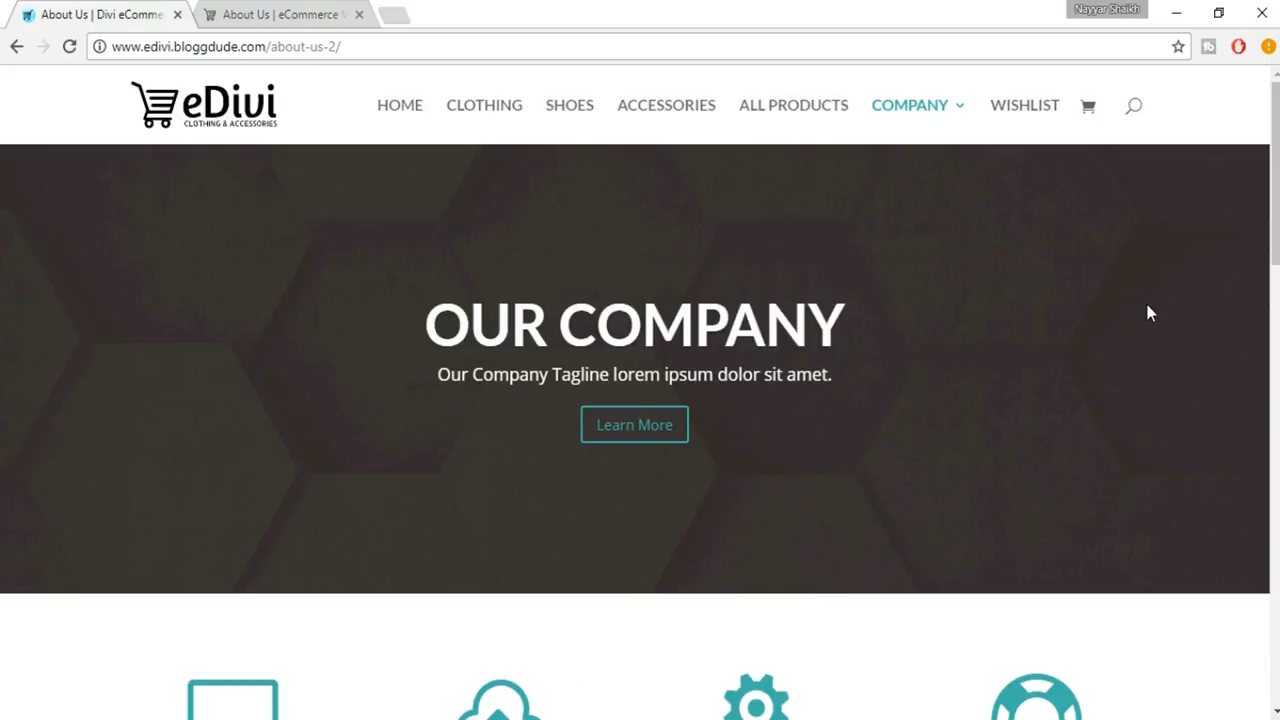 About Us | Divi eComme
About Us | eCommerce
Nayyar Shaikh
www.edivi.bloggdude.com/about-us-2/
eDivi
CLOTHING & ACCESSORIES
HOME
CLOTHING
SHOES
ACCESSORIES
ALL PRODUCTS
COMPANY
WISHLIST
OUR COMPANY
Our Company Tagline lorem ipsum dolor sit amet.
Learn More